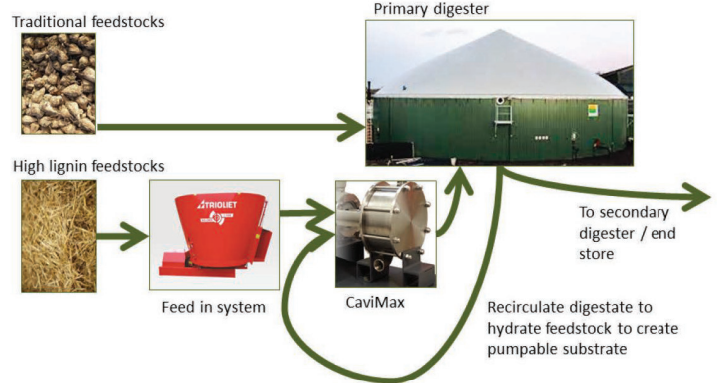 Traditional feedstocks
Primary digester
High lignin feedstocks
TRIOLIET
Feed in system
CaviMax
To secondary
digester / end
store
Recirculate digestate to
hydrate feedstock to create
pumpable substrate